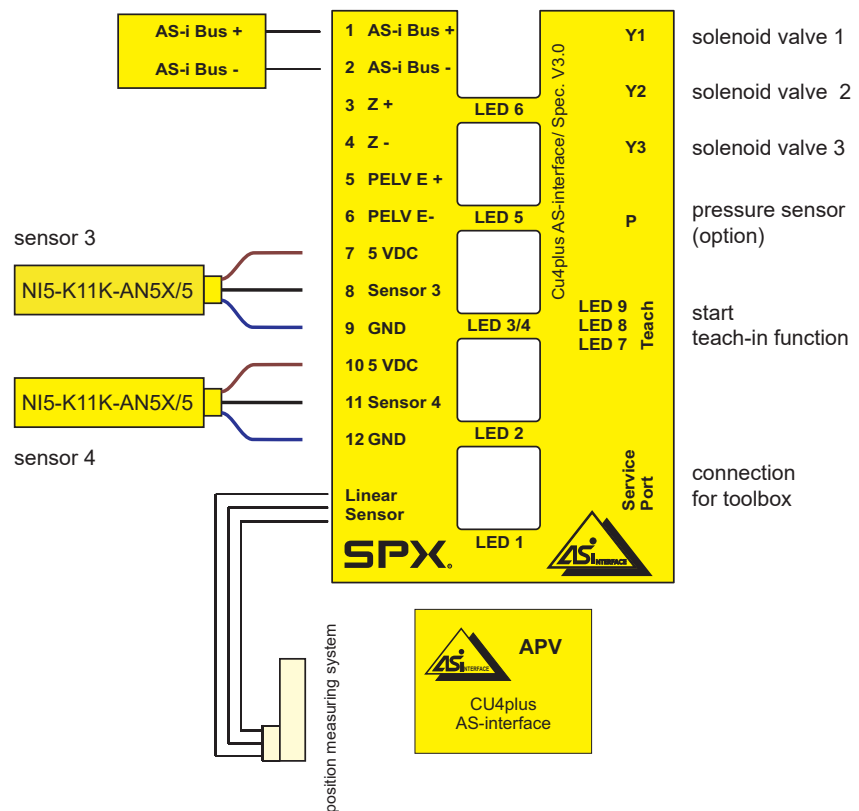 AS-i Bus +
AS-i Bus -
1 AS-i Bus +
2 AS-i Bus -
3 Z +
4 Z -
5 PELV E +
6 PELV E-
7 5 VDC
8 Sensor 3
9 GND
10 5 VDC
11 Sensor 4
12 GND
Linear
Sensor
sensor 3
NI5-K11K-AN5X/5
NI5-K11K-AN5X/5
sensor 4
LED 6
LED 5
LED 3/4
LED 2
LED 1
Cu4plus AS-interface/ Spec. V3.0
Y1
solenoid valve 1
Y2
solenoid valve 2
Y3
solenoid valve 3
P
pressure sensor
(option)
LED 9
LED 8
LED 7
Teach
start
teach-in function
Service
Port
connection
for toolbox
SPX.
ASi INTERFACE
position measuring system
ASi INTERFACE
APV
CU4plus
AS-interface